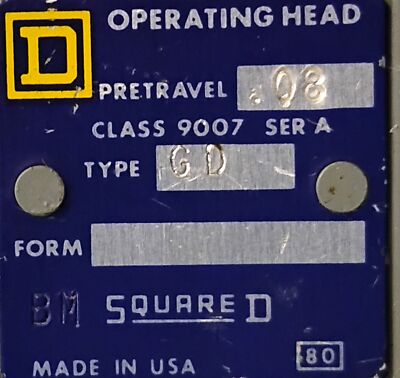 D OPERATING HEAD
PRETRAVEL .08
CLASS 9007 SER A
TYPE GD
FORM
BM SQUARE D
MADE IN USA 80